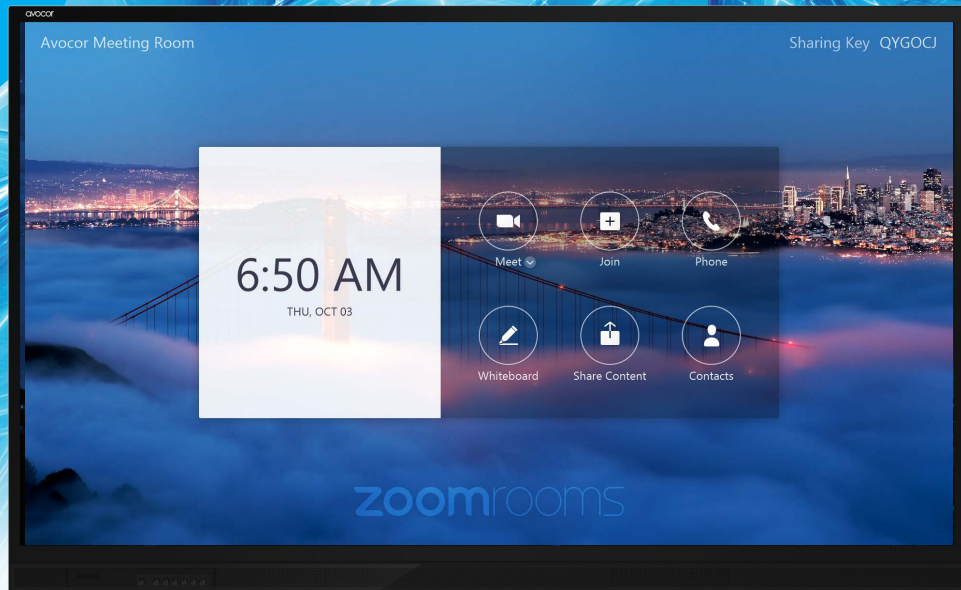 avocor
Avocor Meeting Room
Sharing Key QYGOCJ
6:50 AM
THU, OCT 03
Meet
Join
Phone
Whiteboard
Share Content
Contacts
zoomrooms